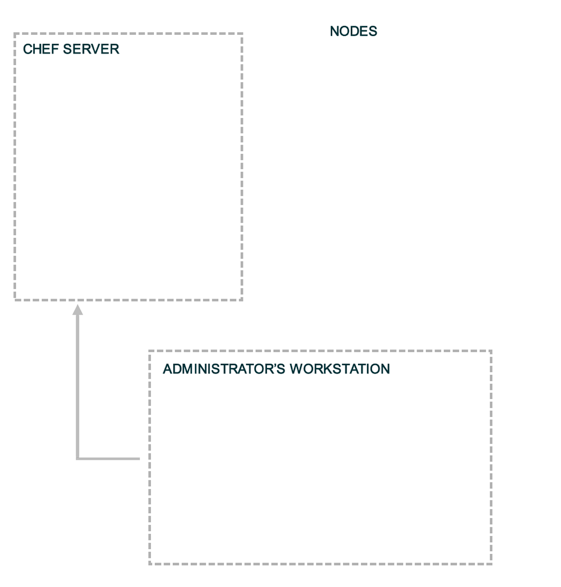 NODES
CHEF SERVER
ADMINISTRATOR'S WORKSTATION